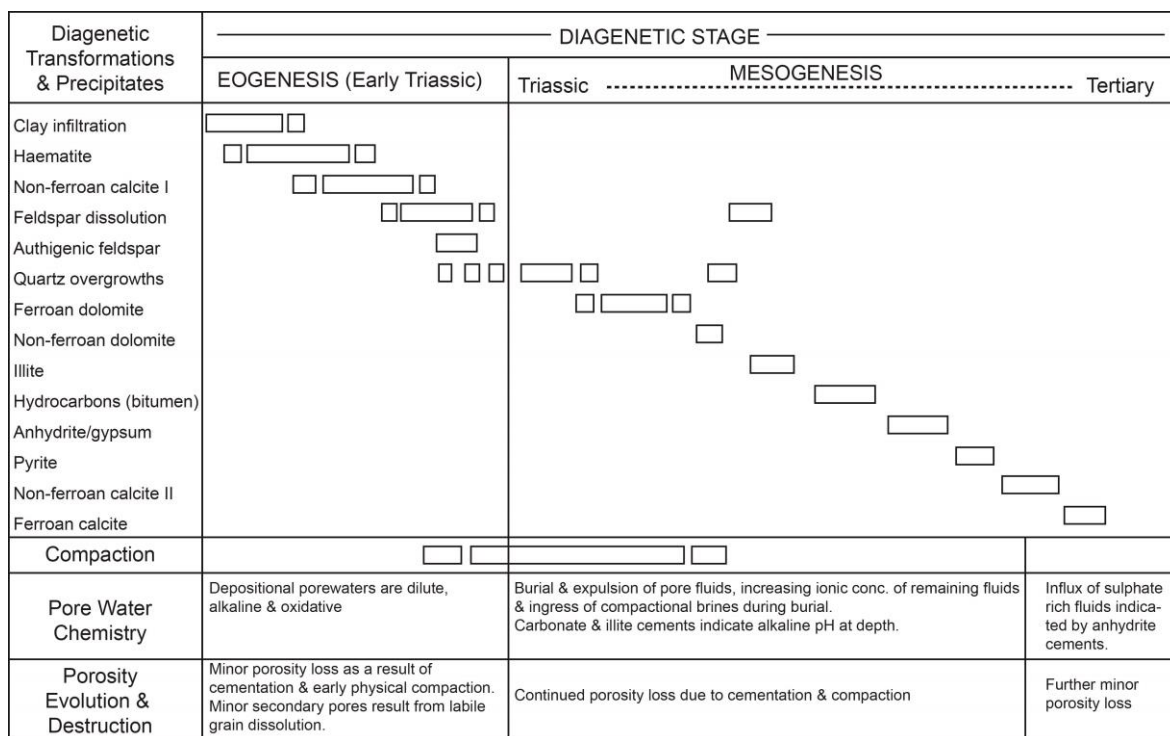 Diagenetic
Transformations
& Precipitates
DIAGENETIC STAGE
EOGENESIS (Early Triassic)
MESOGENESIS
Triassic
Tertiary
Clay infiltration
Haematite
Non-ferroan calcite I
Feldspar dissolution
Authigenic feldspar
Quartz overgrowths
Ferroan dolomite
Non-ferroan dolomite
Illite
Hydrocarbons (bitumen)
Anhydrite/gypsum
Pyrite
Non-ferroan calcite II
Ferroan calcite
Compaction
Pore Water
Chemistry
Depositional porewaters are dilute,
alkaline & oxidative
Burial & expulsion of pore fluids, increasing ionic conc. of remaining fluids
& ingress of compactional brines during burial.
Carbonate & illite cements indicate alkaline pH at depth.
Influx of sulphate
rich fluids indica-
ted by anhydrite
cements.
Porosity
Evolution &
Destruction
Minor porosity loss as a result of
cementation & early physical compaction.
Minor secondary pores result from labile
grain dissolution.
Continued porosity loss due to cementation & compaction
Further minor
porosity loss